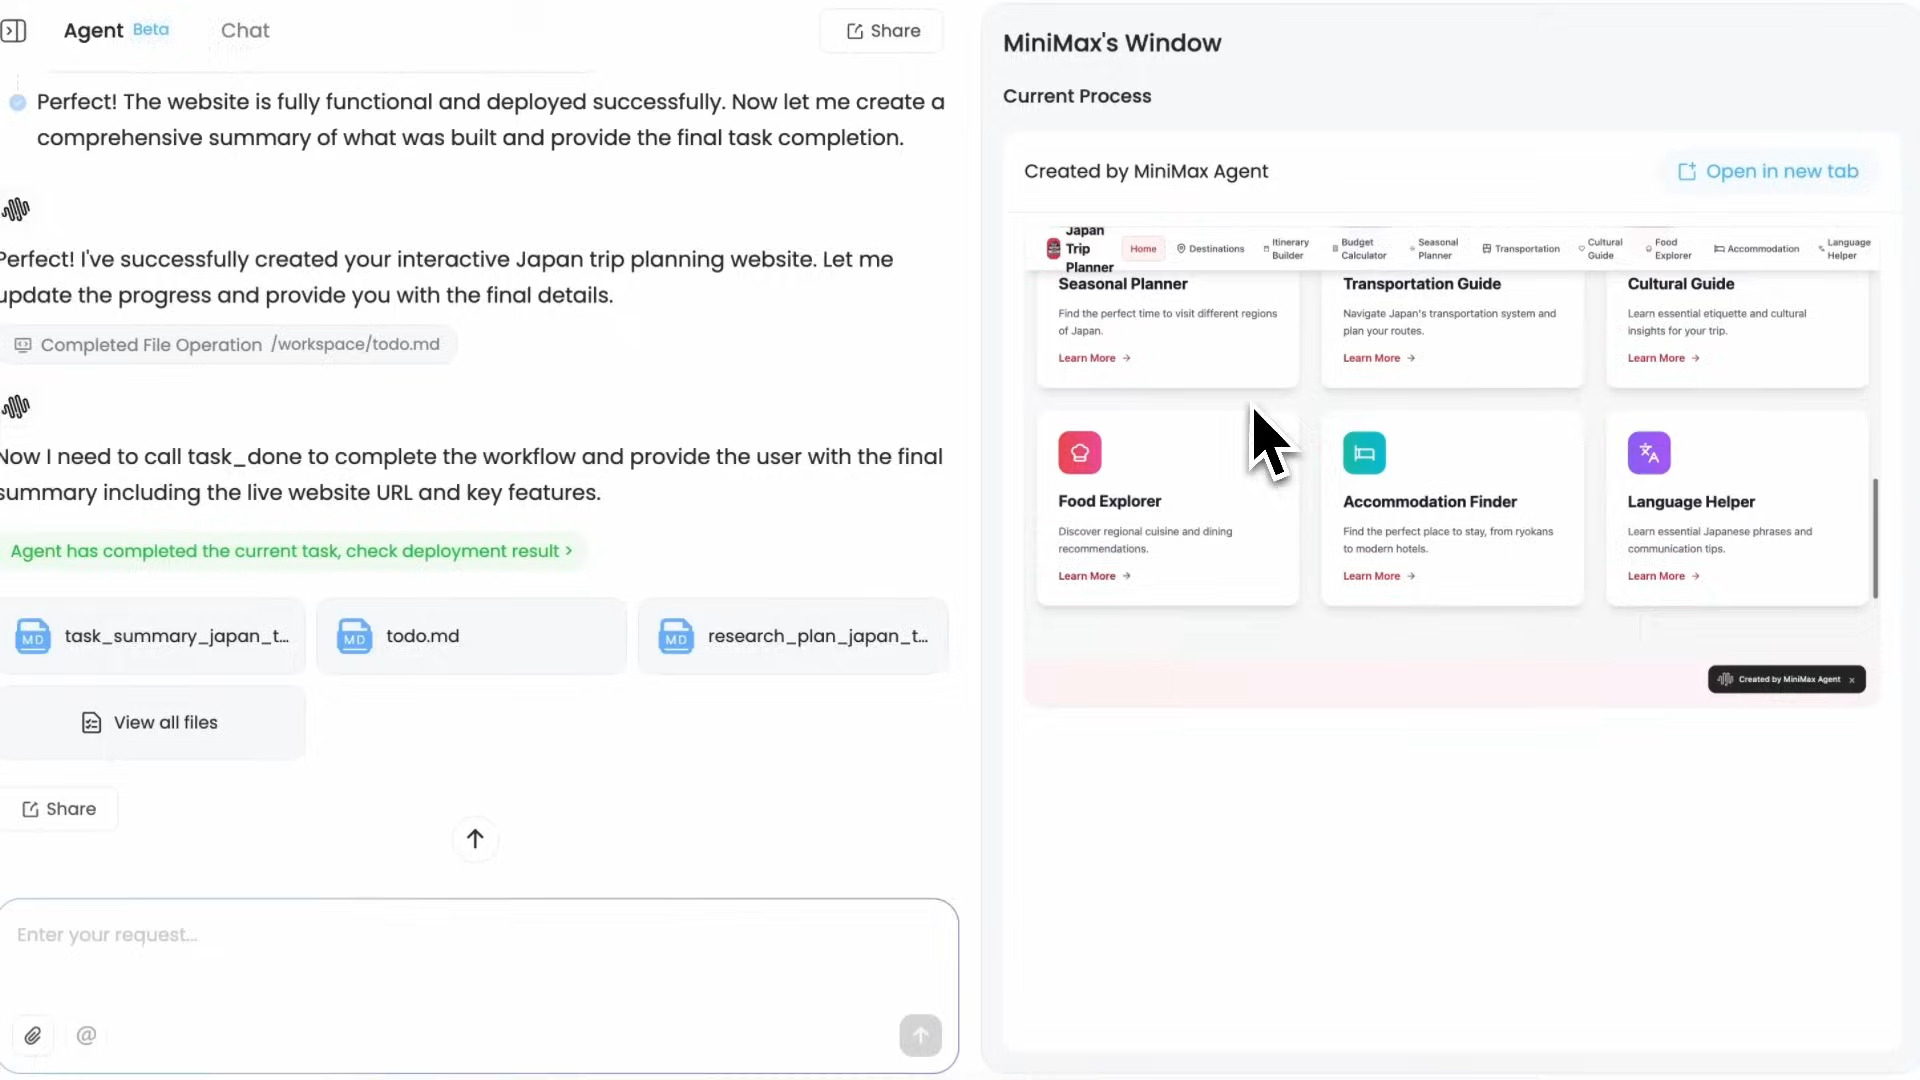 Agent Beta Chat Share
Perfect! The website is fully functional and deployed successfully. Now let me create a
comprehensive summary of what was built and provide the final task completion.
Perfect! I've successfully created your interactive Japan trip planning website. Let me
update the progress and provide you with the final details.
Completed File Operation /workspace/todo.md
Now I need to call task_done to complete the workflow and provide the user with the final
summary including the live website URL and key features.
Agent has completed the current task, check deployment result >
MD task_summary_japan_t...
MD todo.md
MD research_plan_japan_t...
View all files
Share
Enter your request...
@
MiniMax's Window
Current Process
Created by MiniMax Agent
Open in new tab
Japan
Trip
Planner
Home
Destinations
Itinerary
Builder
Budget
Calculator
Seasonal
Planner
Transportation
Cultural
Guide
Food
Explorer
Accommodation
Language
Helper
Seasonal Planner
Find the perfect time to visit different regions
of Japan.
Learn More →
Transportation Guide
Navigate Japan's transportation system and
plan your routes.
Learn More →
Cultural Guide
Learn essential etiquette and cultural
insights for your trip.
Learn More →
Food Explorer
Discover regional cuisine and dining
recommendations.
Learn More →
Accommodation Finder
Find the perfect place to stay, from ryokans
to modern hotels.
Learn More →
Language Helper
Learn essential Japanese phrases and
communication tips.
Learn More →
Created by MiniMax Agent ×